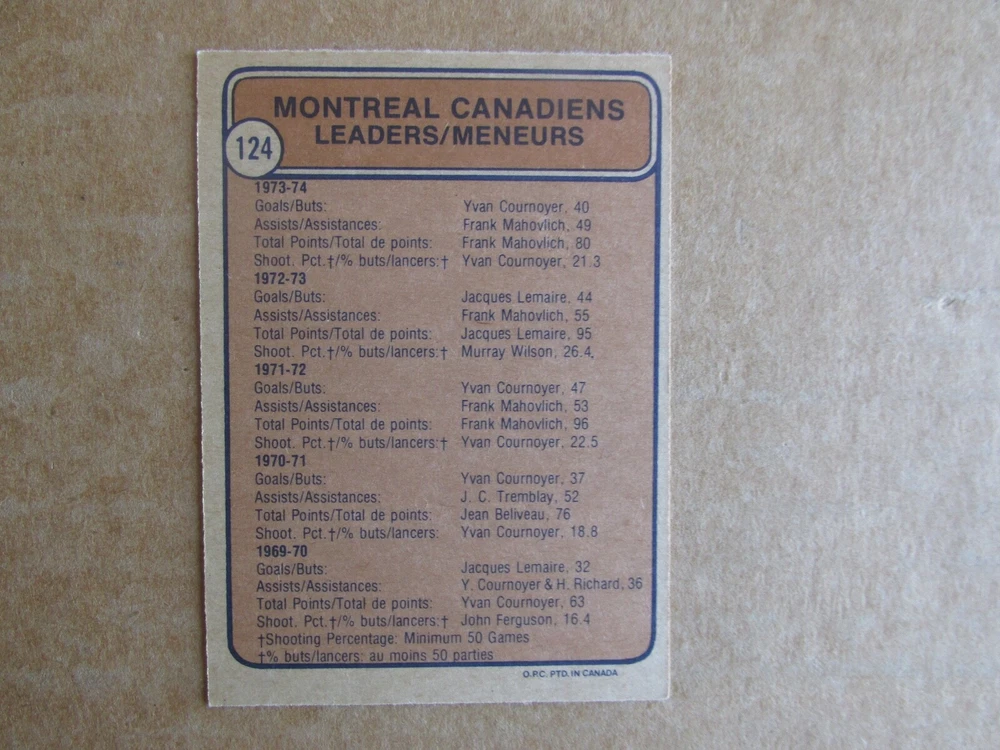 MONTREAL CANADIENS
LEADERS/MENEURS
124
1973-74
Goals/Buts: Yvan Cournoyer, 40
Assists/Assistances: Frank Mahovlich, 49
Total Points/Total de points: Frank Mahovlich, 80
Shoot. Pct.†/% buts/lancers:† Yvan Cournoyer, 21.3
1972-73
Goals/Buts: Jacques Lemaire, 44
Assists/Assistances: Frank Mahovlich, 55
Total Points/Total de points: Jacques Lemaire, 95
Shoot. Pct.†/% buts/lancers:† Murray Wilson, 26.4,
1971-72
Goals/Buts: Yvan Cournoyer, 47
Assists/Assistances: Frank Mahovlich, 53
Total Points/Total de points: Frank Mahovlich, 96
Shoot. Pct.†/% buts/lancers:† Yvan Cournoyer, 22.5
1970-71
Goals/Buts: Yvan Cournoyer, 37
Assists/Assistances: J. C. Tremblay, 52
Total Points/Total de points: Jean Beliveau, 76
Shoot. Pct.†/% buts/lancers: Yvan Cournoyer, 18.8
1969-70
Goals/Buts: Jacques Lemaire, 32
Assists/Assistances: Y. Cournoyer & H. Richard, 36
Total Points/Total de points: Yvan Cournoyer, 63
Shoot. Pct.†/% buts/lancers:† John Ferguson, 16.4
†Shooting Percentage: Minimum 50 Games
†% buts/lancers: au moins 50 parties
O.P.C. PTD. IN CANADA